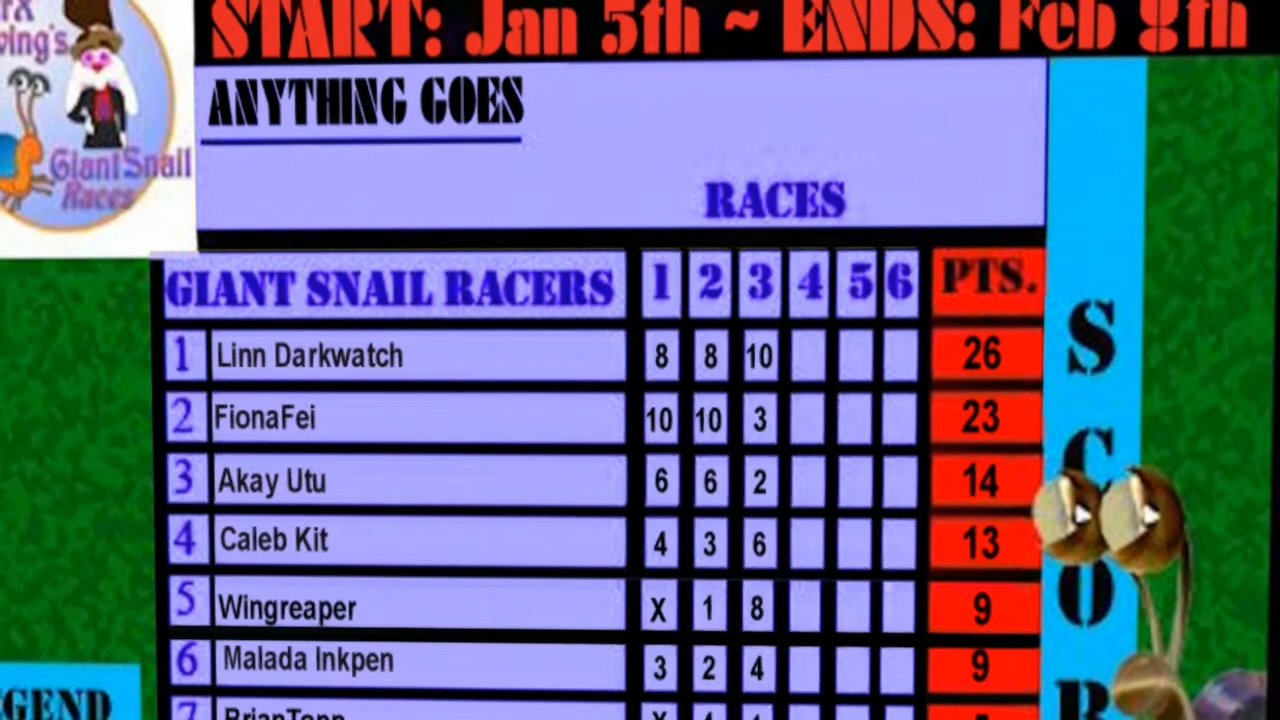 START: Jan 5th ~ ENDS: Feb 8th
ANYTHING GOES
RACES
GiantSnail
Races
GIANT SNAIL RACERS 1 2 3 4 5 6 PTS.
1 Linn Darkwatch 8 8 10 26
2 FionaFei 10 10 3 23
3 Akay Utu 6 6 2 14
4 Caleb Kit 4 3 6 13
5 Wingreaper X 1 8 9
6 Malada Inkpen 3 2 4 9
7
S
C
O
R